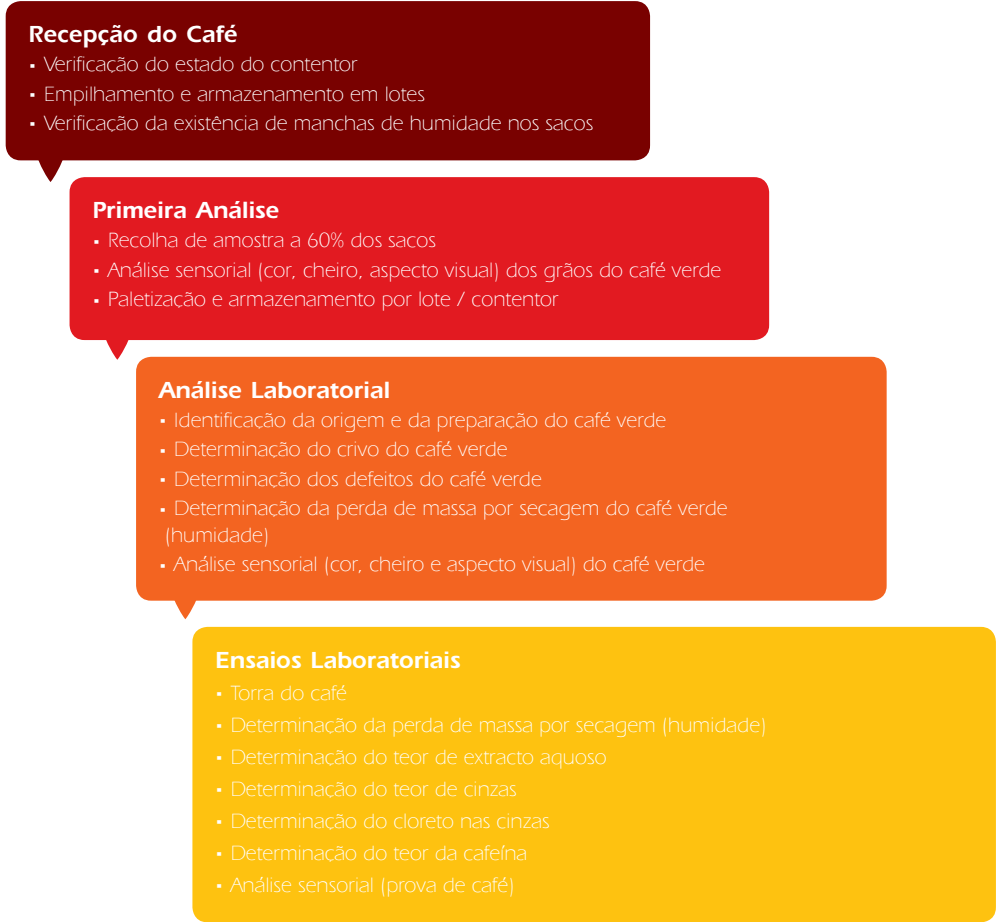 Recepção do Café
▪ Verificação do estado do contentor
▪ Empilhamento e armazenamento em lotes
▪ Verificação da existência de manchas de humidade nos sacos
Primeira Análise
▪ Recolha de amostra a 60% dos sacos
▪ Análise sensorial (cor, cheiro, aspecto visual) dos grãos do café verde
▪ Paletização e armazenamento por lote / contentor
Análise Laboratorial
▪ Identificação da origem e da preparação do café verde
▪ Determinação do crivo do café verde
▪ Determinação dos defeitos do café verde
▪ Determinação da perda de massa por secagem do café verde
(humidade)
▪ Análise sensorial (cor, cheiro e aspecto visual) do café verde
Ensaios Laboratoriais
▪ Torra do café
▪ Determinação da perda de massa por secagem (humidade)
▪ Determinação do teor de extracto aquoso
▪ Determinação do teor de cinzas
▪ Determinação do cloreto nas cinzas
▪ Determinação do teor da cafeína
▪ Análise sensorial (prova de café)